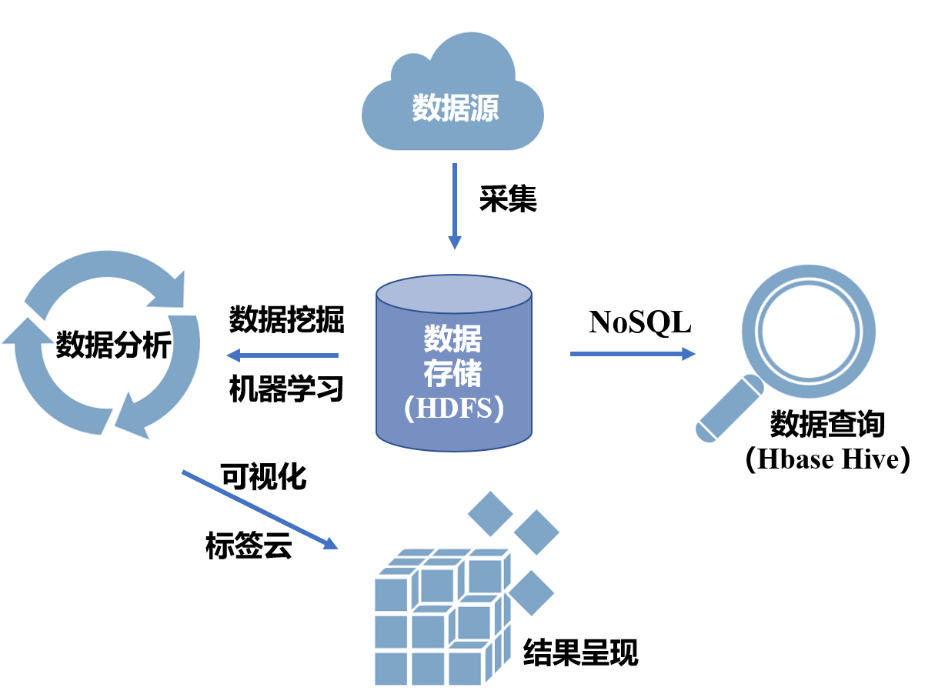 数据源
采集
数据挖掘
机器学习
数据分析
数据
存储
（HDFS）
NoSQL
数据查询
（Hbase Hive）
可视化
标签云
结果呈现